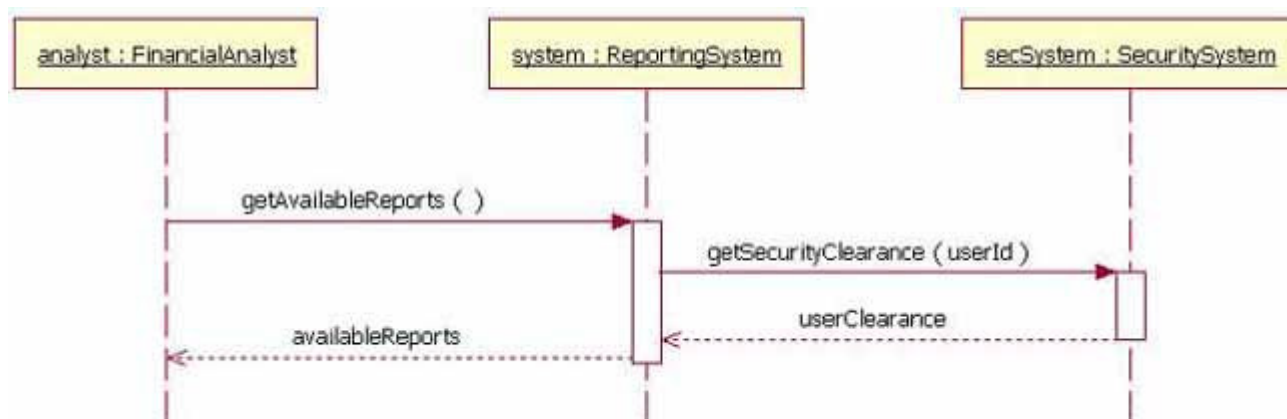 analyst : FinancialAnalyst
system : ReportingSystem
secSystem : SecuritySystem
getAvailableReports ( )
getSecurityClearance ( userId )
userClearance
availableReports